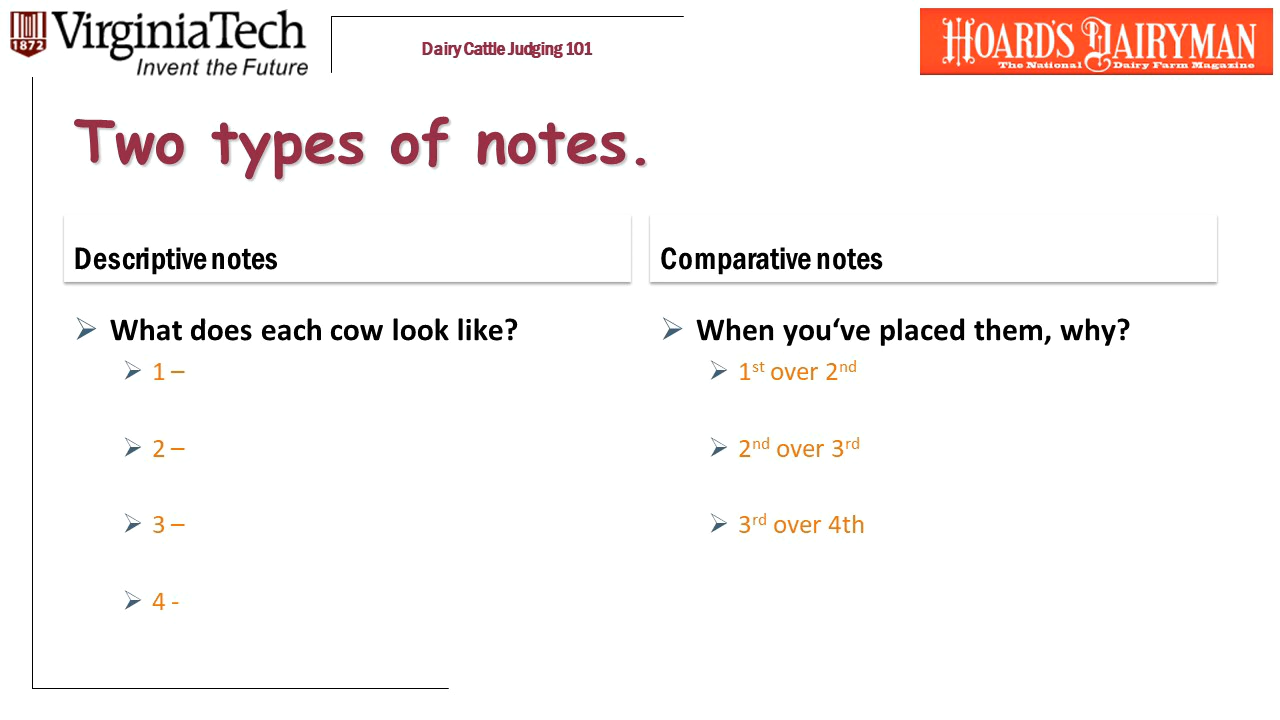 1872
VirginiaTech
Invent the Future
Dairy Cattle Judging 101
HOARD'S DAIRYMAN
The National Dairy Farm Magazine
Two types of notes.
Descriptive notes
What does each cow look like?
1 –
2 –
3 –
4 -
Comparative notes
When you‘ve placed them, why?
1st over 2nd
2nd over 3rd
3rd over 4th